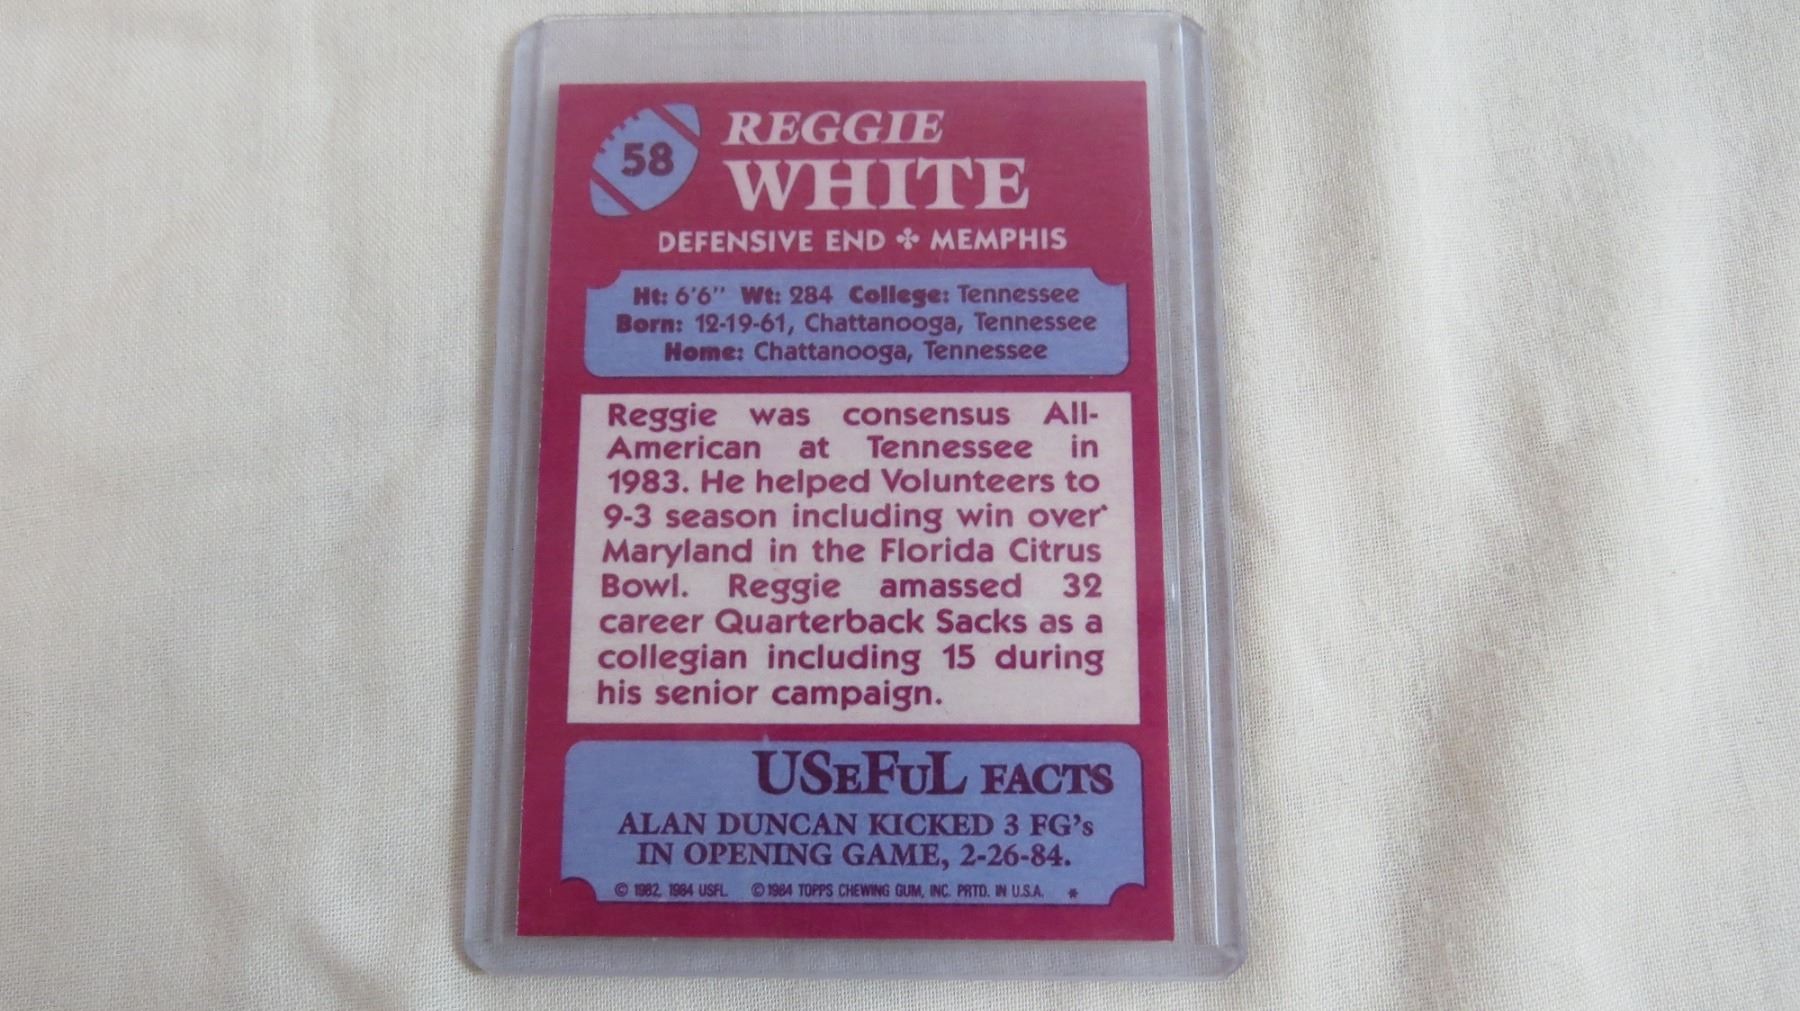 58
REGGIE
WHITE
DEFENSIVE END ✤ MEMPHIS
Ht: 6'6" Wt: 284 College: Tennessee
Born: 12-19-61, Chattanooga, Tennessee
Home: Chattanooga, Tennessee
Reggie was consensus All-
American at Tennessee in
1983. He helped Volunteers to
9-3 season including win over
Maryland in the Florida Citrus
Bowl. Reggie amassed 32
career Quarterback Sacks as a
collegian including 15 during
his senior campaign.
USeFuL FACTS
ALAN DUNCAN KICKED 3 FG's
IN OPENING GAME, 2-26-84.
© 1982, 1984 USFL. © 1984 TOPPS CHEWING GUM, INC. PRTD. IN U.S.A. *